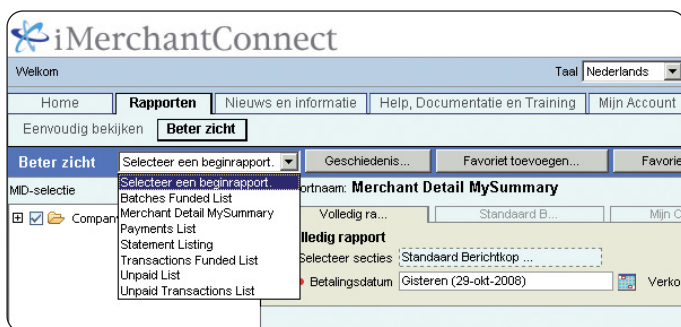 iMerchantConnect
Welkom Taal Nederlands
Home Rapporten Nieuws en informatie Help, Documentatie en Training Mijn Account
Eenvoudig bekijken Beter zicht
Beter zicht Selecteer een beginrapport. Geschiedenis... Favoriet toevoegen... Favorie
MID-selectie
Compan
Selecteer een beginrapport.
Batches Funded List
Merchant Detail MySummary
Payments List
Statement Listing
Transactions Funded List
Unpaid List
Unpaid Transactions List
ortnaam: Merchant Detail MySummary
Volledig ra... Standaard B... Mijn
lledig rapport
Selecteer secties Standaard Berichtkop ...
Betalingsdatum Gisteren (29-okt-2008) Verko